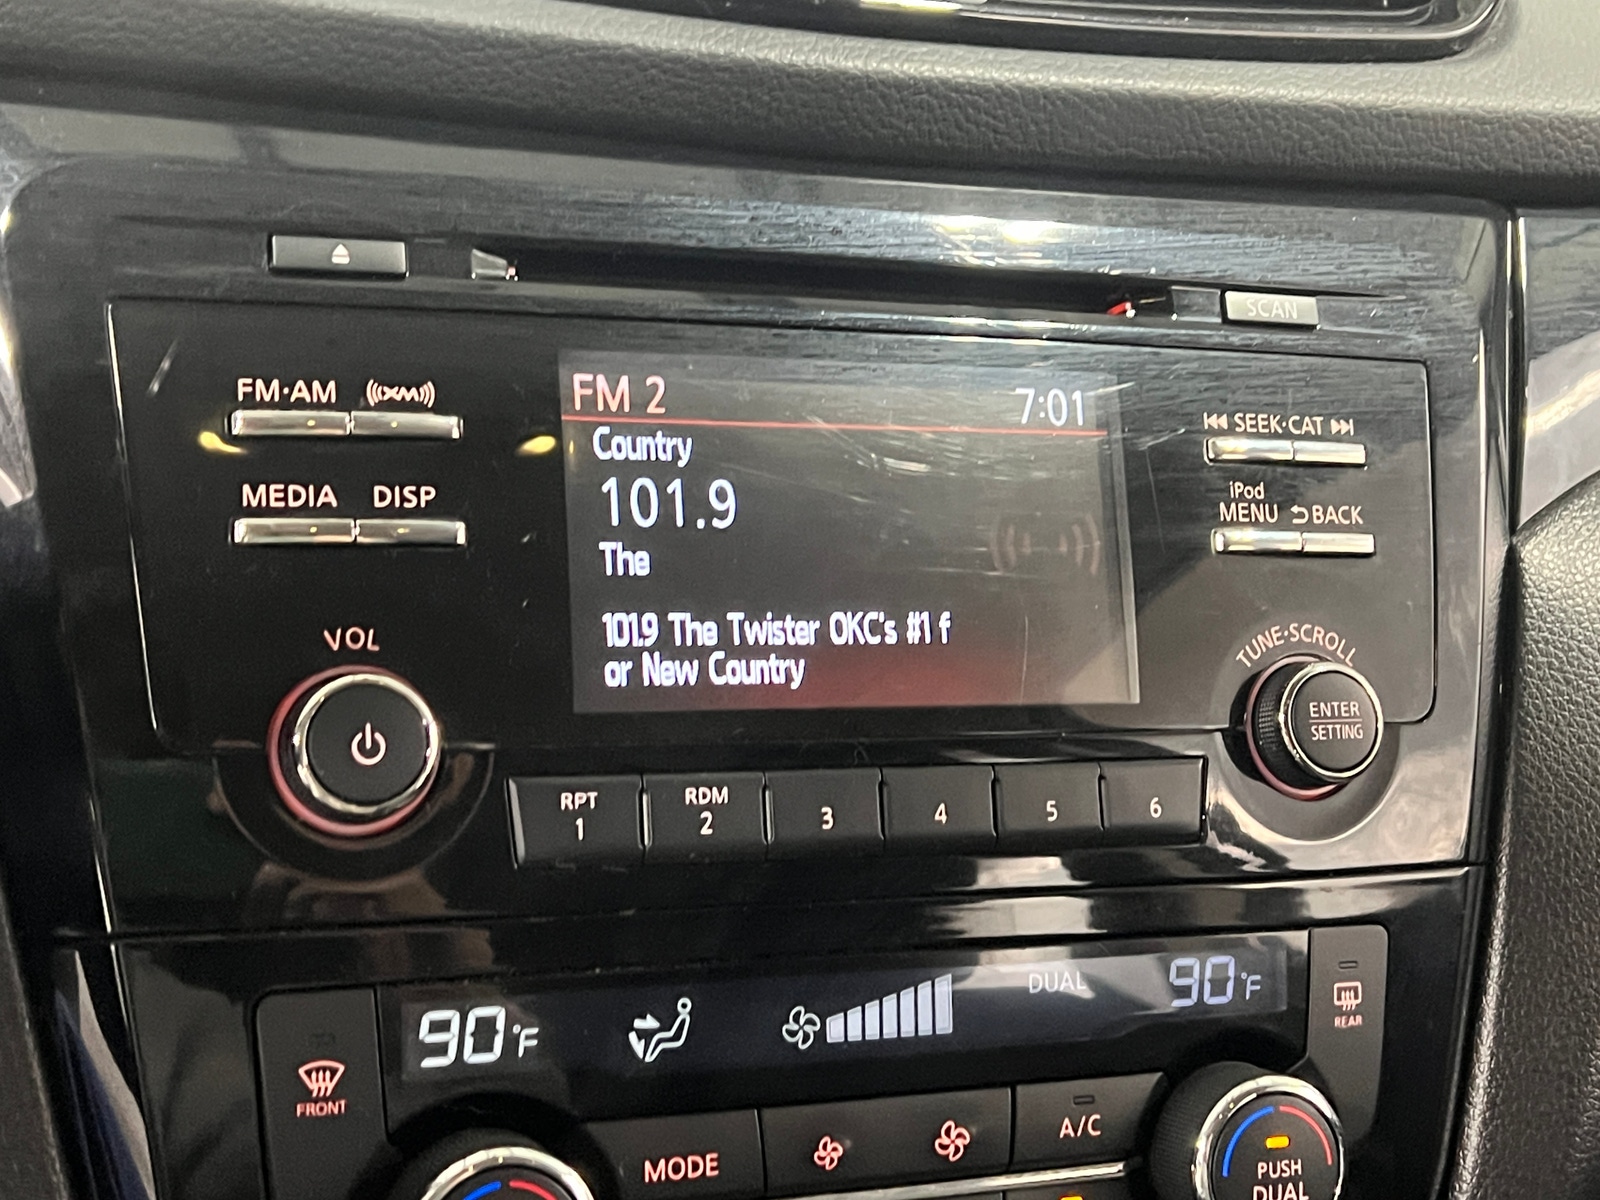 SCAN
FM·AM
XM
FM 2
7:01
SEEK·CAT
Country
101.9
The
iPod
MENU
BACK
MEDIA
DISP
101.9 The Twister OKC's #1 f
or New Country
VOL
TUNE·SCROLL
ENTER
SETTING
RPT
1
RDM
2
3
4
5
6
90°F
DUAL
90°F
REAR
FRONT
MODE
A/C
PUSH
DUAL